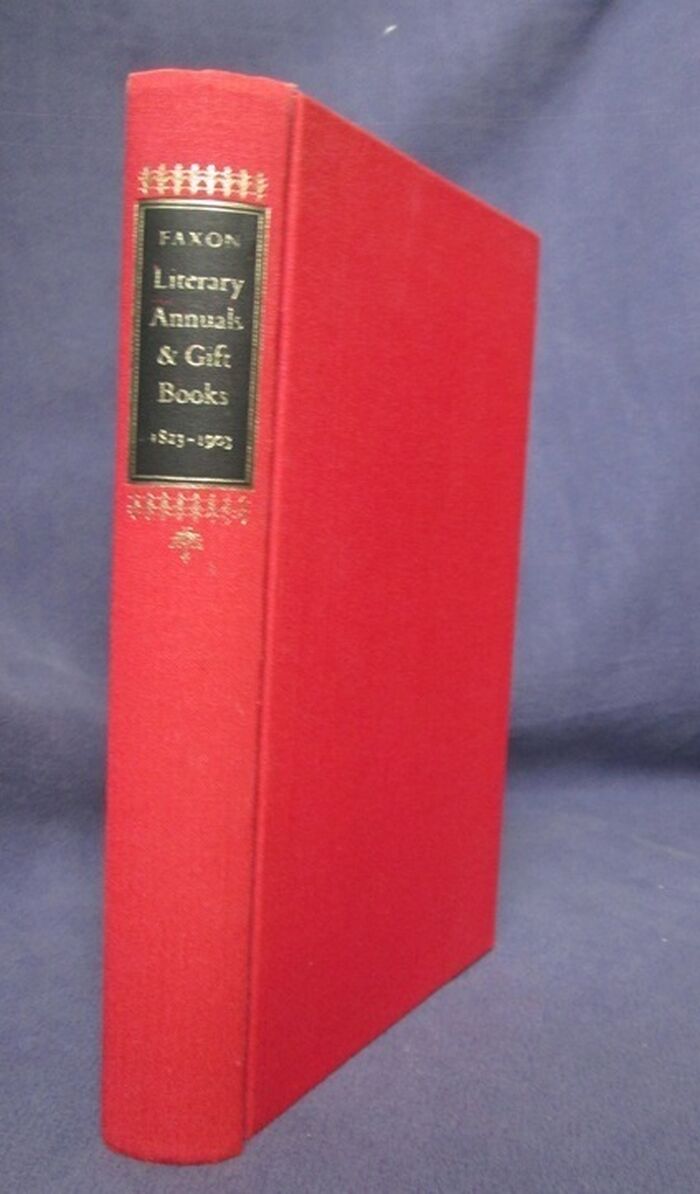 FAXON
Literary
Annuals
& Gift
Books
1823-1903